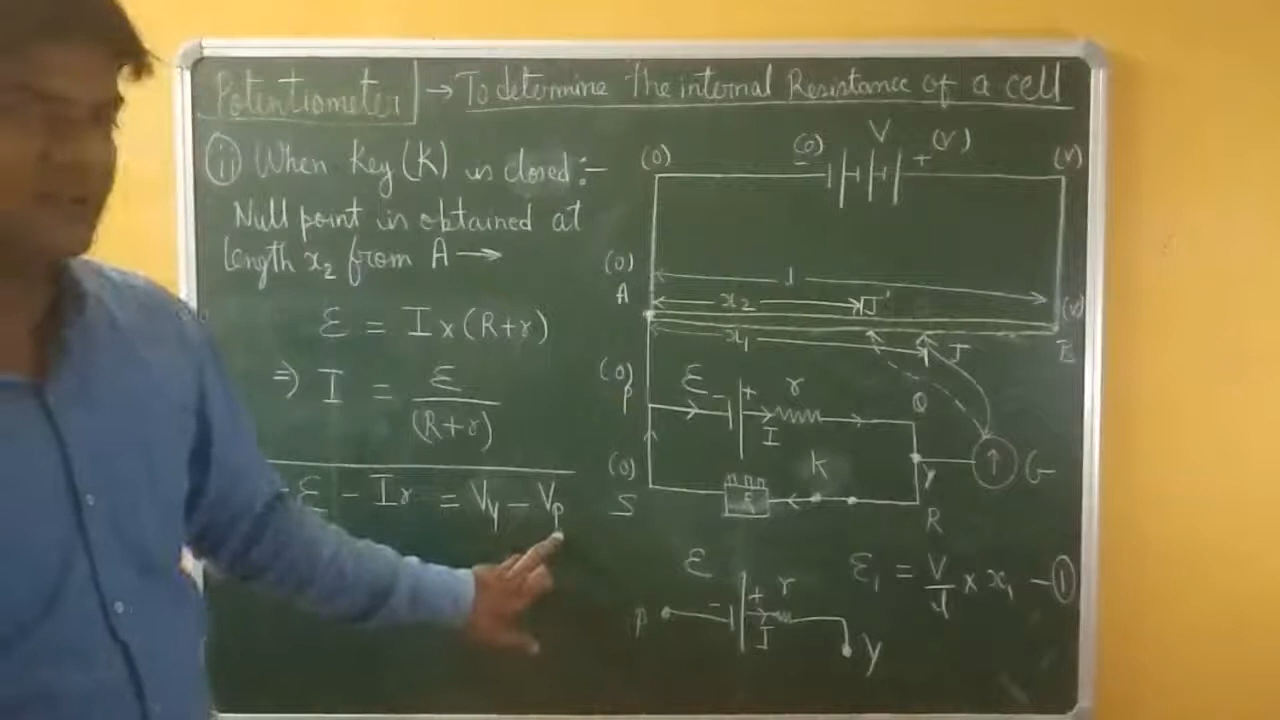 Potentiometer → To determine the internal Resistance of a cell
(ii) When Key (K) is closed :-
Null point is obtained at
length x₂ from A →
ε = I x (R+r)
⇒ I = ε / (R+r)
ε - Ir = Vy - Vp
(0) (0) V + (V) (V)
(0) l
A x₂ J' (V)
x₁ J
(0) ε - + r Q
P I
K Y G
(0)
S R
ε ε₁ = V/l × x₁ - ①
P - + r
I Y